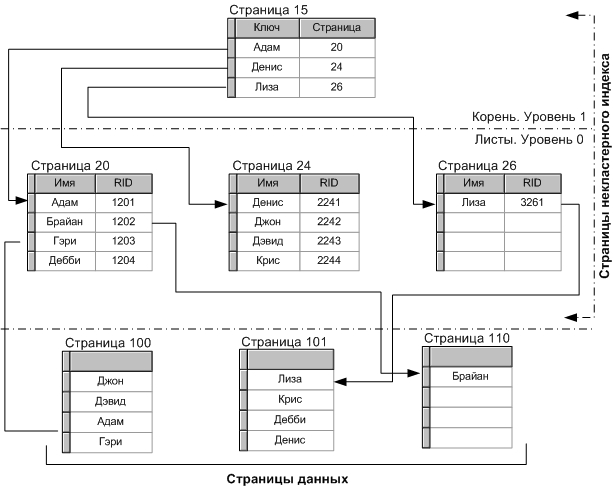 Страница 15
Ключ Страница
Адам 20
Денис 24
Лиза 26
Корень. Уровень 1
Листы. Уровень 0
Страницы некластерного индекса
Страница 20 Страница 24 Страница 26
Имя RID Имя RID Имя RID
Адам 1201 Денис 2241 Лиза 3261
Брайан 1202 Джон 2242
Гэри 1203 Дэвид 2243
Дебби 1204 Крис 2244
Страница 100 Страница 101 Страница 110
Джон Лиза Брайан
Дэвид Крис
Адам Дебби
Гэри Денис
Страницы данных